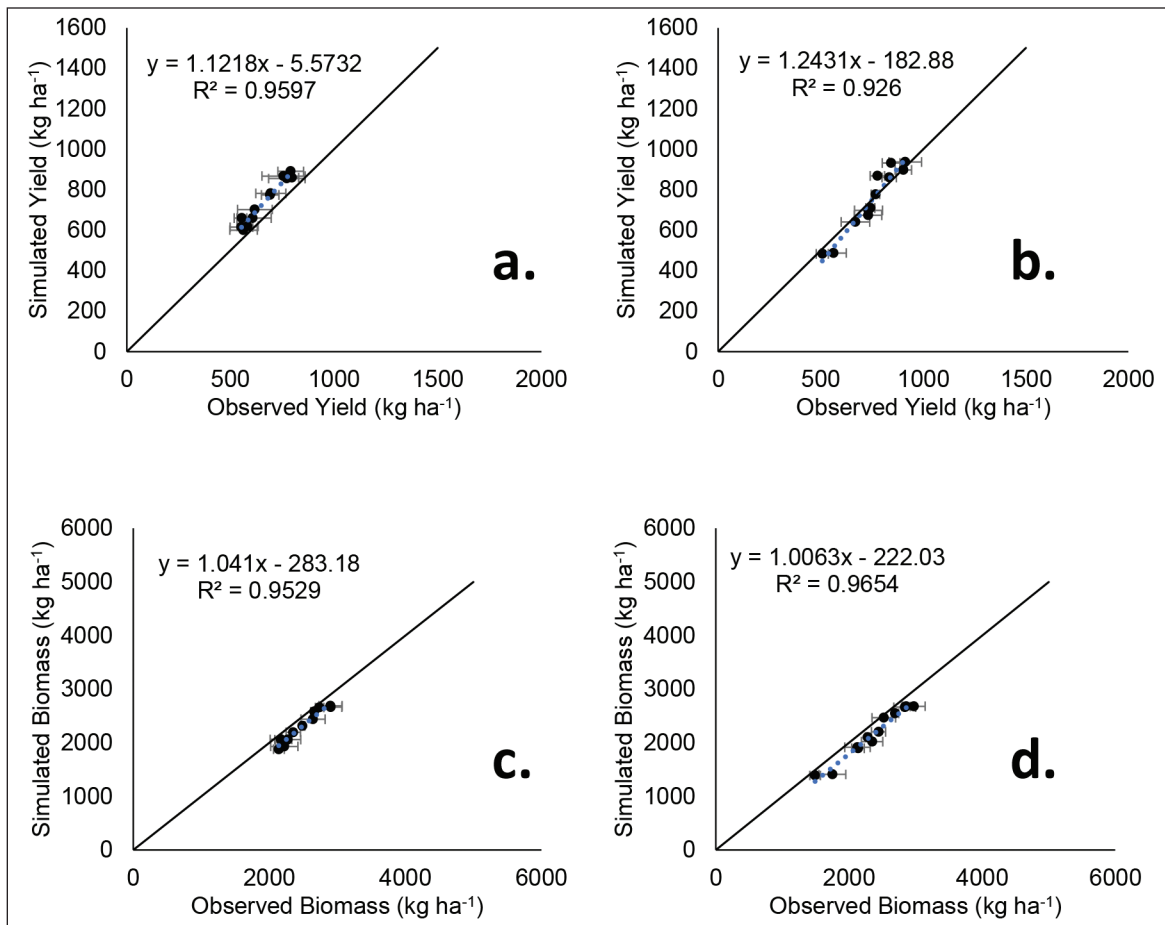 1600
1400
1200
1000
800
600
400
200
0
Simulated Yield (kg ha⁻¹)
y = 1.1218x - 5.5732
R² = 0.9597
a.
0 500 1000 1500 2000
Observed Yield (kg ha⁻¹)
1600
1400
1200
1000
800
600
400
200
0
Simulated Yield (kg ha⁻¹)
y = 1.2431x - 182.88
R² = 0.926
b.
0 500 1000 1500 2000
Observed Yield (kg ha⁻¹)
6000
5000
4000
3000
2000
1000
0
Simulated Biomass (kg ha⁻¹)
y = 1.041x - 283.18
R² = 0.9529
c.
0 2000 4000 6000
Observed Biomass (kg ha⁻¹)
6000
5000
4000
3000
2000
1000
0
Simulated Biomass (kg ha⁻¹)
y = 1.0063x - 222.03
R² = 0.9654
d.
0 2000 4000 6000
Observed Biomass (kg ha⁻¹)